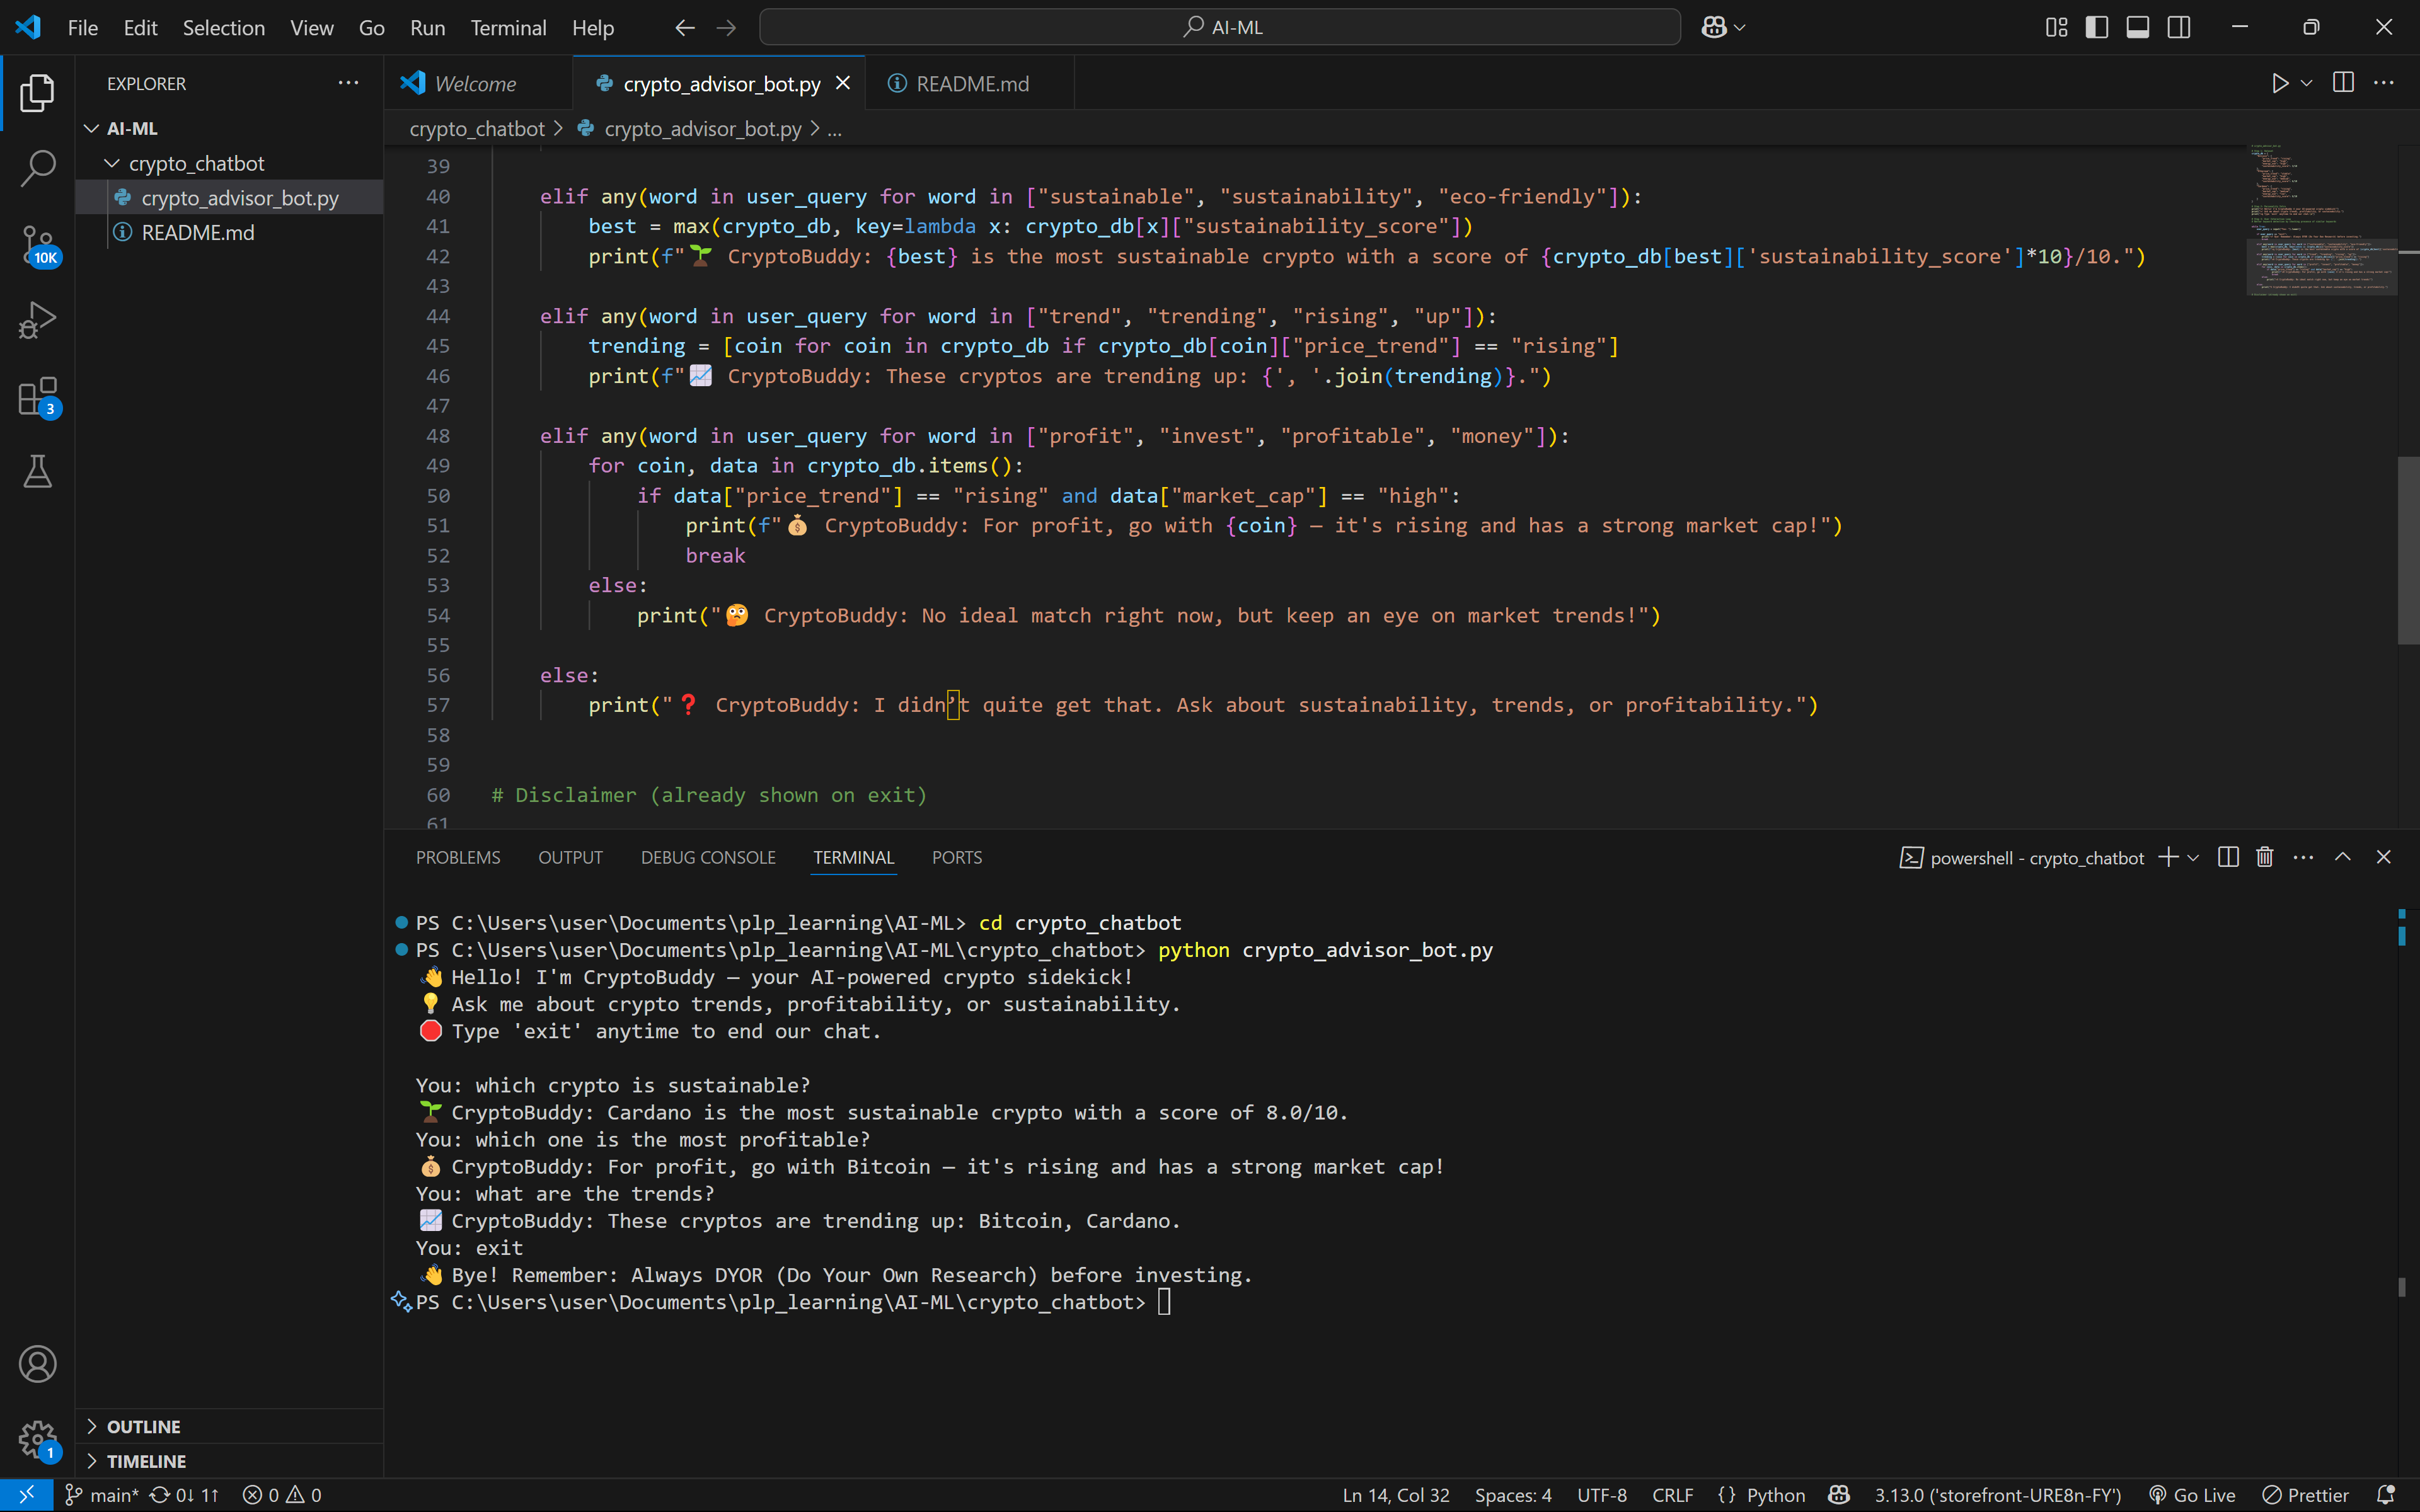 File Edit Selection View Go Run Terminal Help
AI-ML
EXPLORER
AI-ML
crypto_chatbot
crypto_advisor_bot.py
README.md
10K
3
1
OUTLINE
TIMELINE
Welcome
crypto_advisor_bot.py
README.md
crypto_chatbot > crypto_advisor_bot.py > ...
39
40 elif any(word in user_query for word in ["sustainable", "sustainability", "eco-friendly"]):
41 best = max(crypto_db, key=lambda x: crypto_db[x]["sustainability_score"])
42 print(f"🌱 CryptoBuddy: {best} is the most sustainable crypto with a score of {crypto_db[best]['sustainability_score']*10}/10.")
43
44 elif any(word in user_query for word in ["trend", "trending", "rising", "up"]):
45 trending = [coin for coin in crypto_db if crypto_db[coin]["price_trend"] == "rising"]
46 print(f"📈 CryptoBuddy: These cryptos are trending up: {', '.join(trending)}.")
47
48 elif any(word in user_query for word in ["profit", "invest", "profitable", "money"]):
49 for coin, data in crypto_db.items():
50 if data["price_trend"] == "rising" and data["market_cap"] == "high":
51 print(f"💰 CryptoBuddy: For profit, go with {coin} — it's rising and has a strong market cap!")
52 break
53 else:
54 print("🤔 CryptoBuddy: No ideal match right now, but keep an eye on market trends!")
55
56 else:
57 print("❓ CryptoBuddy: I didn’t quite get that. Ask about sustainability, trends, or profitability.")
58
59
60 # Disclaimer (already shown on exit)
61
PROBLEMS OUTPUT DEBUG CONSOLE TERMINAL PORTS
powershell - crypto_chatbot
PS C:\Users\user\Documents\plp_learning\AI-ML> cd crypto_chatbot
PS C:\Users\user\Documents\plp_learning\AI-ML\crypto_chatbot> python crypto_advisor_bot.py
👋 Hello! I'm CryptoBuddy — your AI-powered crypto sidekick!
💡 Ask me about crypto trends, profitability, or sustainability.
🛑 Type 'exit' anytime to end our chat.
You: which crypto is sustainable?
🌱 CryptoBuddy: Cardano is the most sustainable crypto with a score of 8.0/10.
You: which one is the most profitable?
💰 CryptoBuddy: For profit, go with Bitcoin — it's rising and has a strong market cap!
You: what are the trends?
📈 CryptoBuddy: These cryptos are trending up: Bitcoin, Cardano.
You: exit
👋 Bye! Remember: Always DYOR (Do Your Own Research) before investing.
PS C:\Users\user\Documents\plp_learning\AI-ML\crypto_chatbot>
main* 0↓ 1↑ 0 0
Ln 14, Col 32 Spaces: 4 UTF-8 CRLF {} Python 3.13.0 ('storefront-URE8n-FY') Go Live Prettier